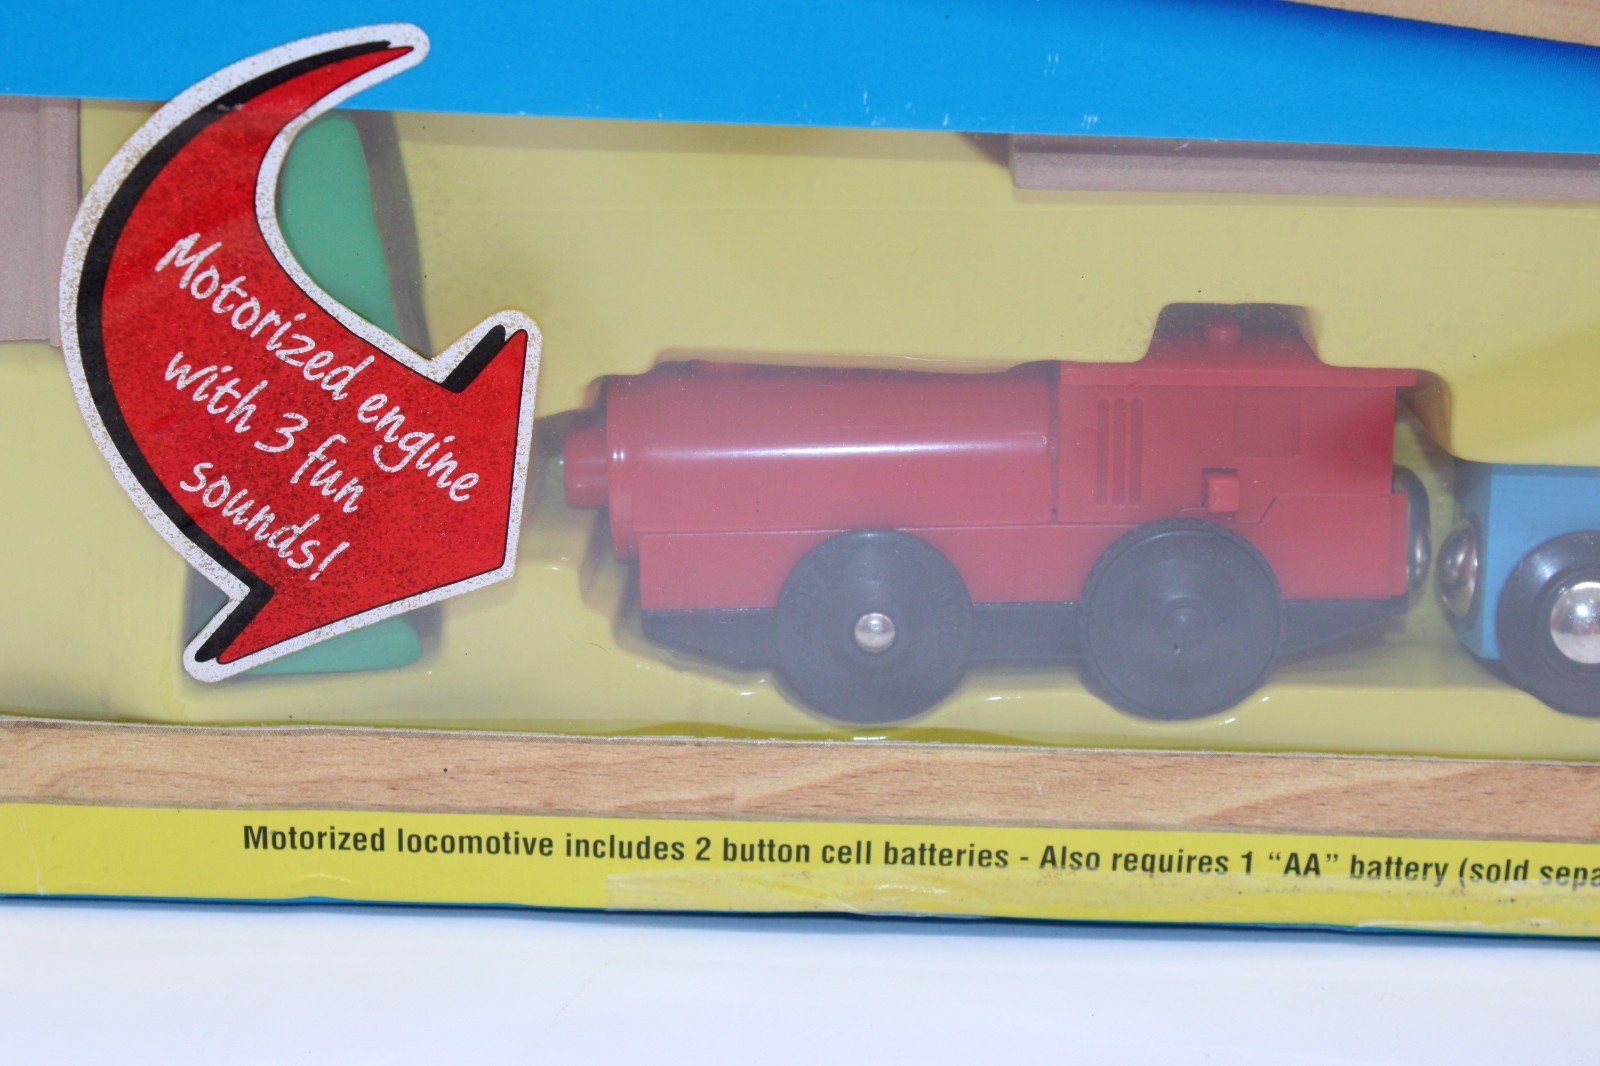 Motorized engine
with 3 fun
sounds!
Motorized locomotive includes 2 button cell batteries - Also requires 1 “AA” battery (sold sepa